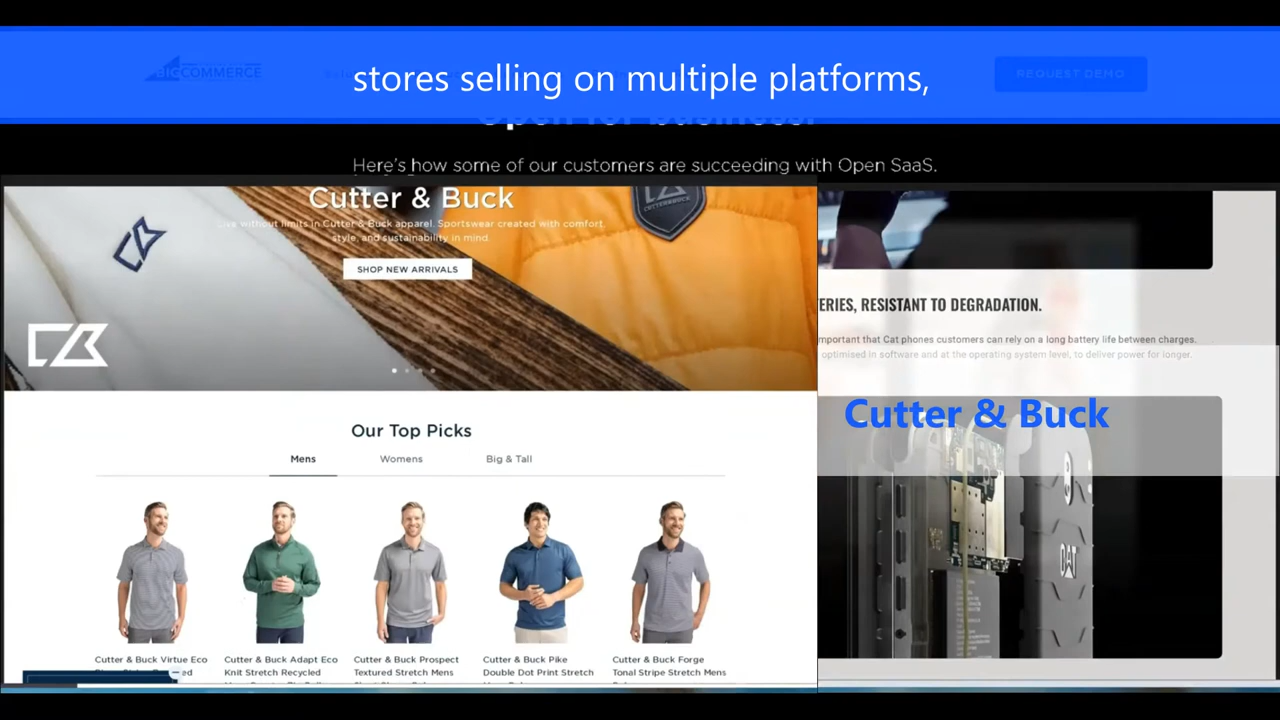 BIGCOMMERCE
stores selling on multiple platforms,
REQUEST DEMO
Open for business.
Here's how some of our customers are succeeding with Open SaaS.
Cutter & Buck
Live without limits in Cutter & Buck apparel. Sportswear created with comfort,
style, and sustainability in mind.
SHOP NEW ARRIVALS
CUTTER&BUCK
Our Top Picks
Mens Womens Big & Tall
Cutter & Buck Virtue Eco
Cutter & Buck Adapt Eco
Knit Stretch Recycled
Cutter & Buck Prospect
Textured Stretch Mens
Cutter & Buck Pike
Double Dot Print Stretch
Cutter & Buck Forge
Tonal Stripe Stretch Mens
ERIES, RESISTANT TO DEGRADATION.
mportant that Cat phones customers can rely on a long battery life between charges.
optimised in software and at the operating system level, to deliver power for longer.
Cutter & Buck
CAT